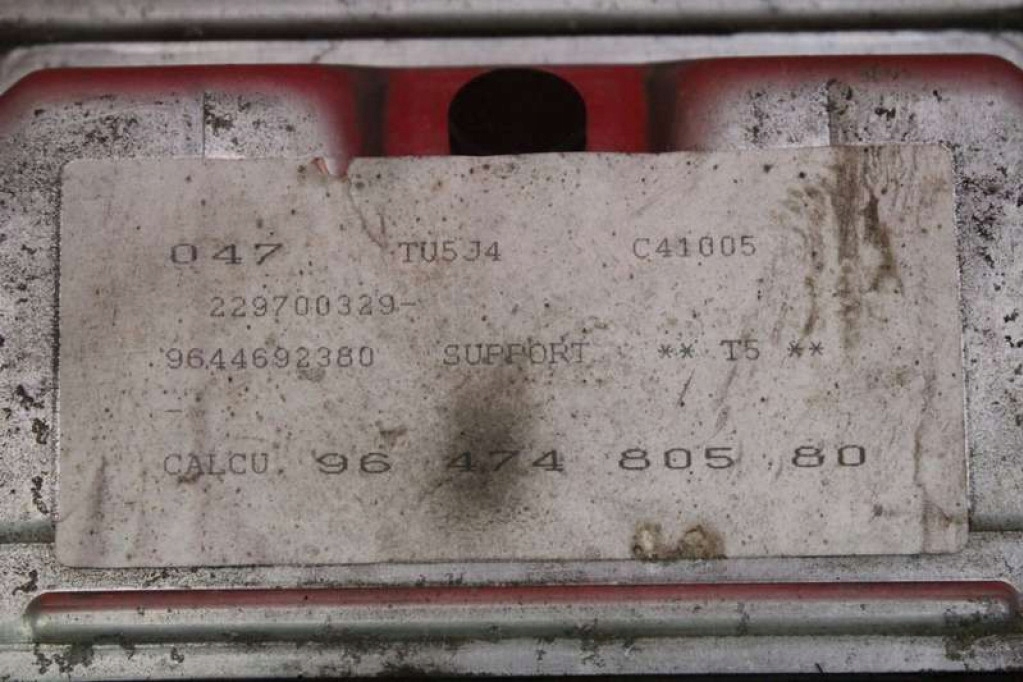 047 TU5J4 C41005
229700329-
9644692380 SUPPORT ** T5 **
-
CALCU. 96 474 805 80